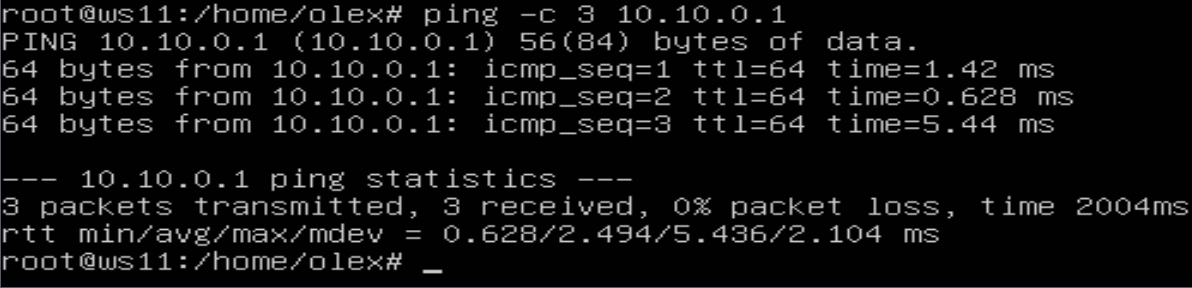 root@ws11:/home/olex# ping -c 3 10.10.0.1
PING 10.10.0.1 (10.10.0.1) 56(84) bytes of data.
64 bytes from 10.10.0.1: icmp_seq=1 ttl=64 time=1.42 ms
64 bytes from 10.10.0.1: icmp_seq=2 ttl=64 time=0.628 ms
64 bytes from 10.10.0.1: icmp_seq=3 ttl=64 time=5.44 ms
--- 10.10.0.1 ping statistics ---
3 packets transmitted, 3 received, 0% packet loss, time 2004ms
rtt min/avg/max/mdev = 0.628/2.494/5.436/2.104 ms
root@ws11:/home/olex# _